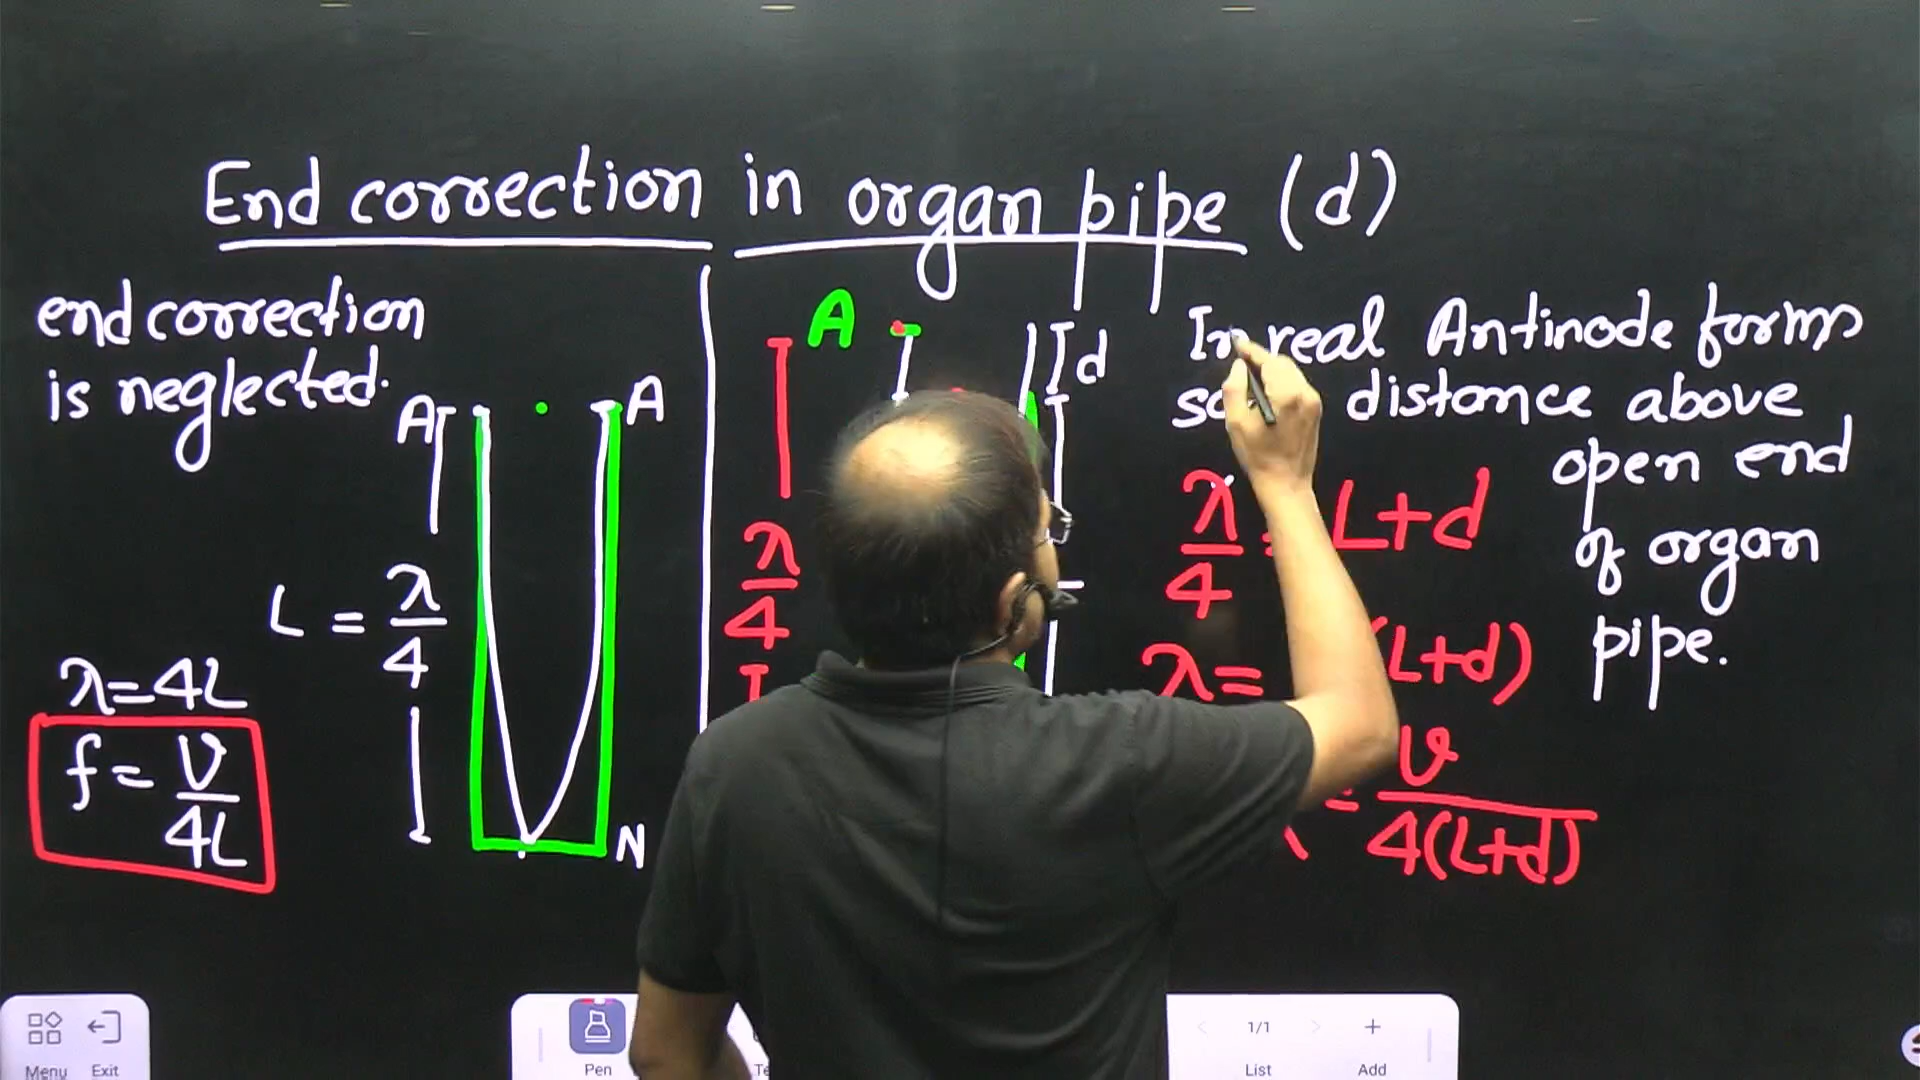 End correction in organ pipe (d)
end correction
is neglected.
A A
L = λ/4
λ=4L
f = v/4L
N
A
d
λ/4
In real Antinode forms
distance above
open end
of organ
pipe.
λ/4 = L+d
λ= (L+d)
= v/4(L+d)
Menu Exit
Pen
1/1
List
Add